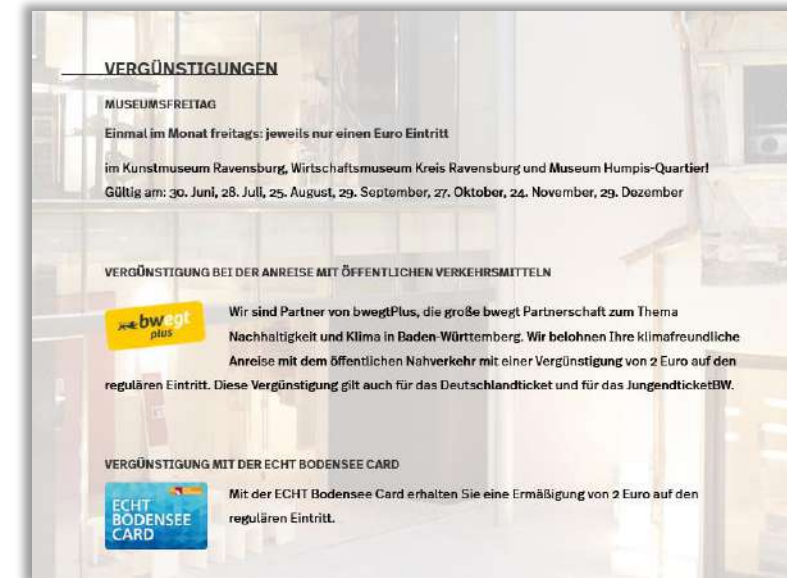 VERGÜNSTIGUNGEN
MUSEUMSFREITAG
Einmal im Monat freitags: jeweils nur einen Euro Eintritt
im Kunstmuseum Ravensburg, Wirtschaftsmuseum Kreis Ravensburg und Museum Humpis-Quartier!
Gültig am: 30. Juni, 28. Juli, 25. August, 29. September, 27. Oktober, 24. November, 29. Dezember
VERGÜNSTIGUNG BEI DER ANREISE MIT ÖFFENTLICHEN VERKEHRSMITTELN
bwegt
plus
Wir sind Partner von bwegtPlus, die große bwegt Partnerschaft zum Thema
Nachhaltigkeit und Klima in Baden-Württemberg. Wir belohnen Ihre klimafreundliche
Anreise mit dem öffentlichen Nahverkehr mit einer Vergünstigung von 2 Euro auf den
regulären Eintritt. Diese Vergünstigung gilt auch für das Deutschlandticket und für das JungendticketBW.
VERGÜNSTIGUNG MIT DER ECHT BODENSEE CARD
ECHT
BODENSEE
CARD
Mit der ECHT Bodensee Card erhalten Sie eine Ermäßigung von 2 Euro auf den
regulären Eintritt.